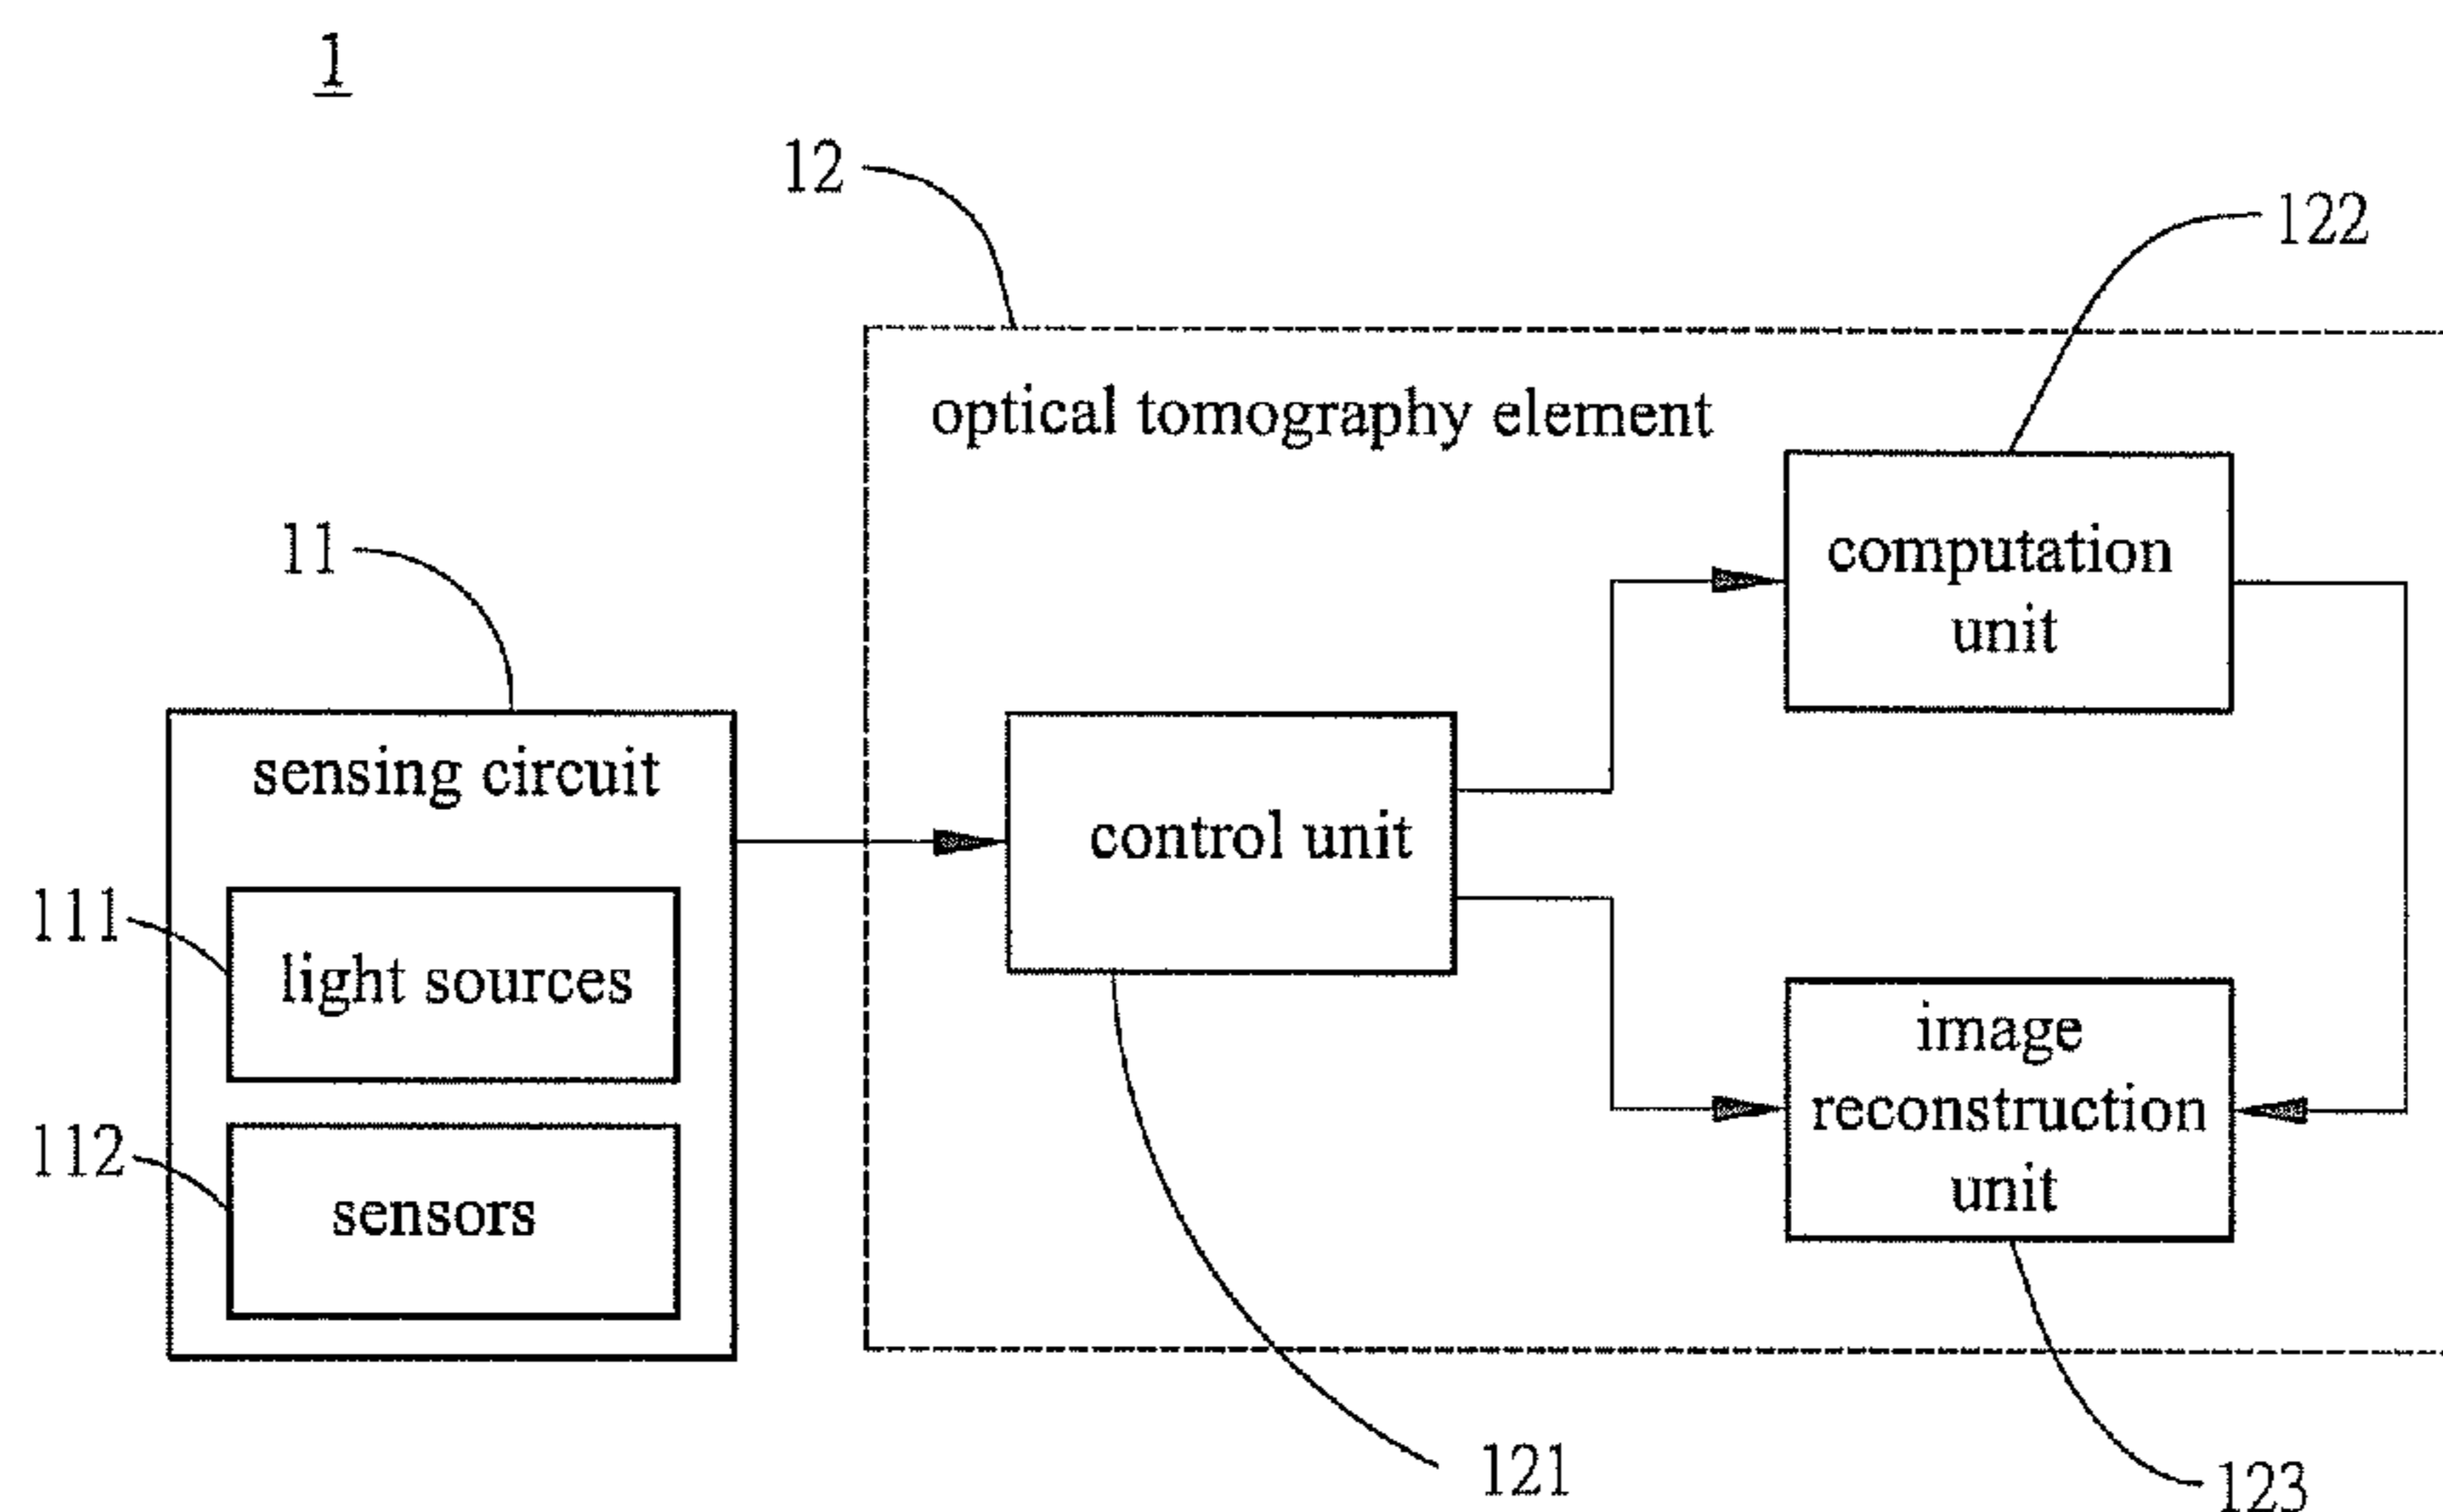 1
12
122
optical tomography element
computation
unit
11
sensing circuit
control unit
111
light sources
image
reconstruction
unit
112
sensors
121
123